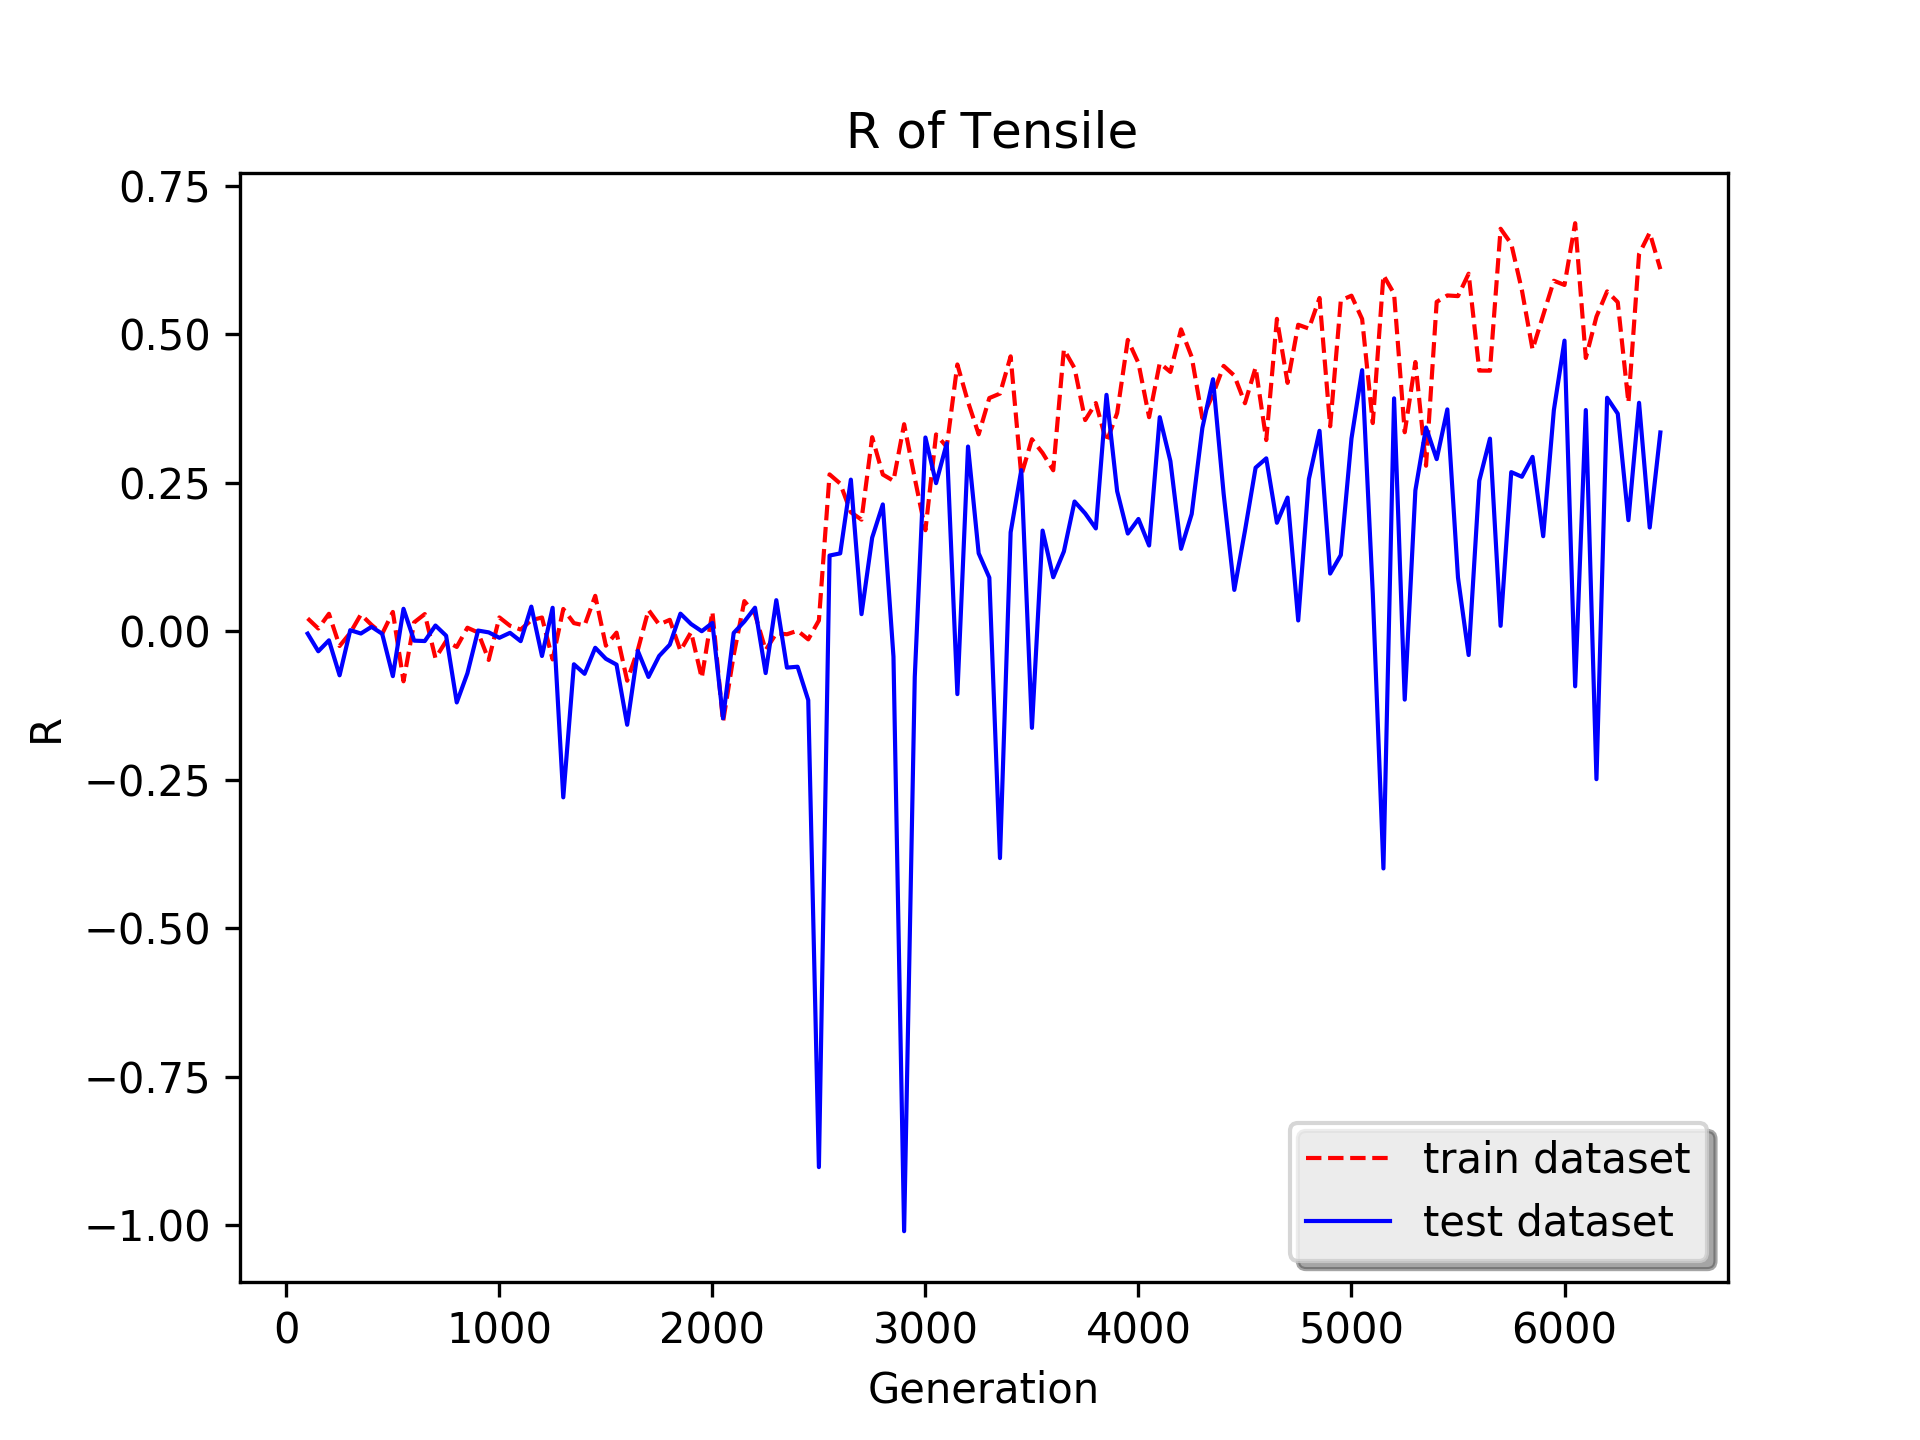 R of Tensile
0.75
0.50
0.25
0.00
−0.25
−0.50
−0.75
−1.00
R
train dataset
test dataset
0 1000 2000 3000 4000 5000 6000
Generation